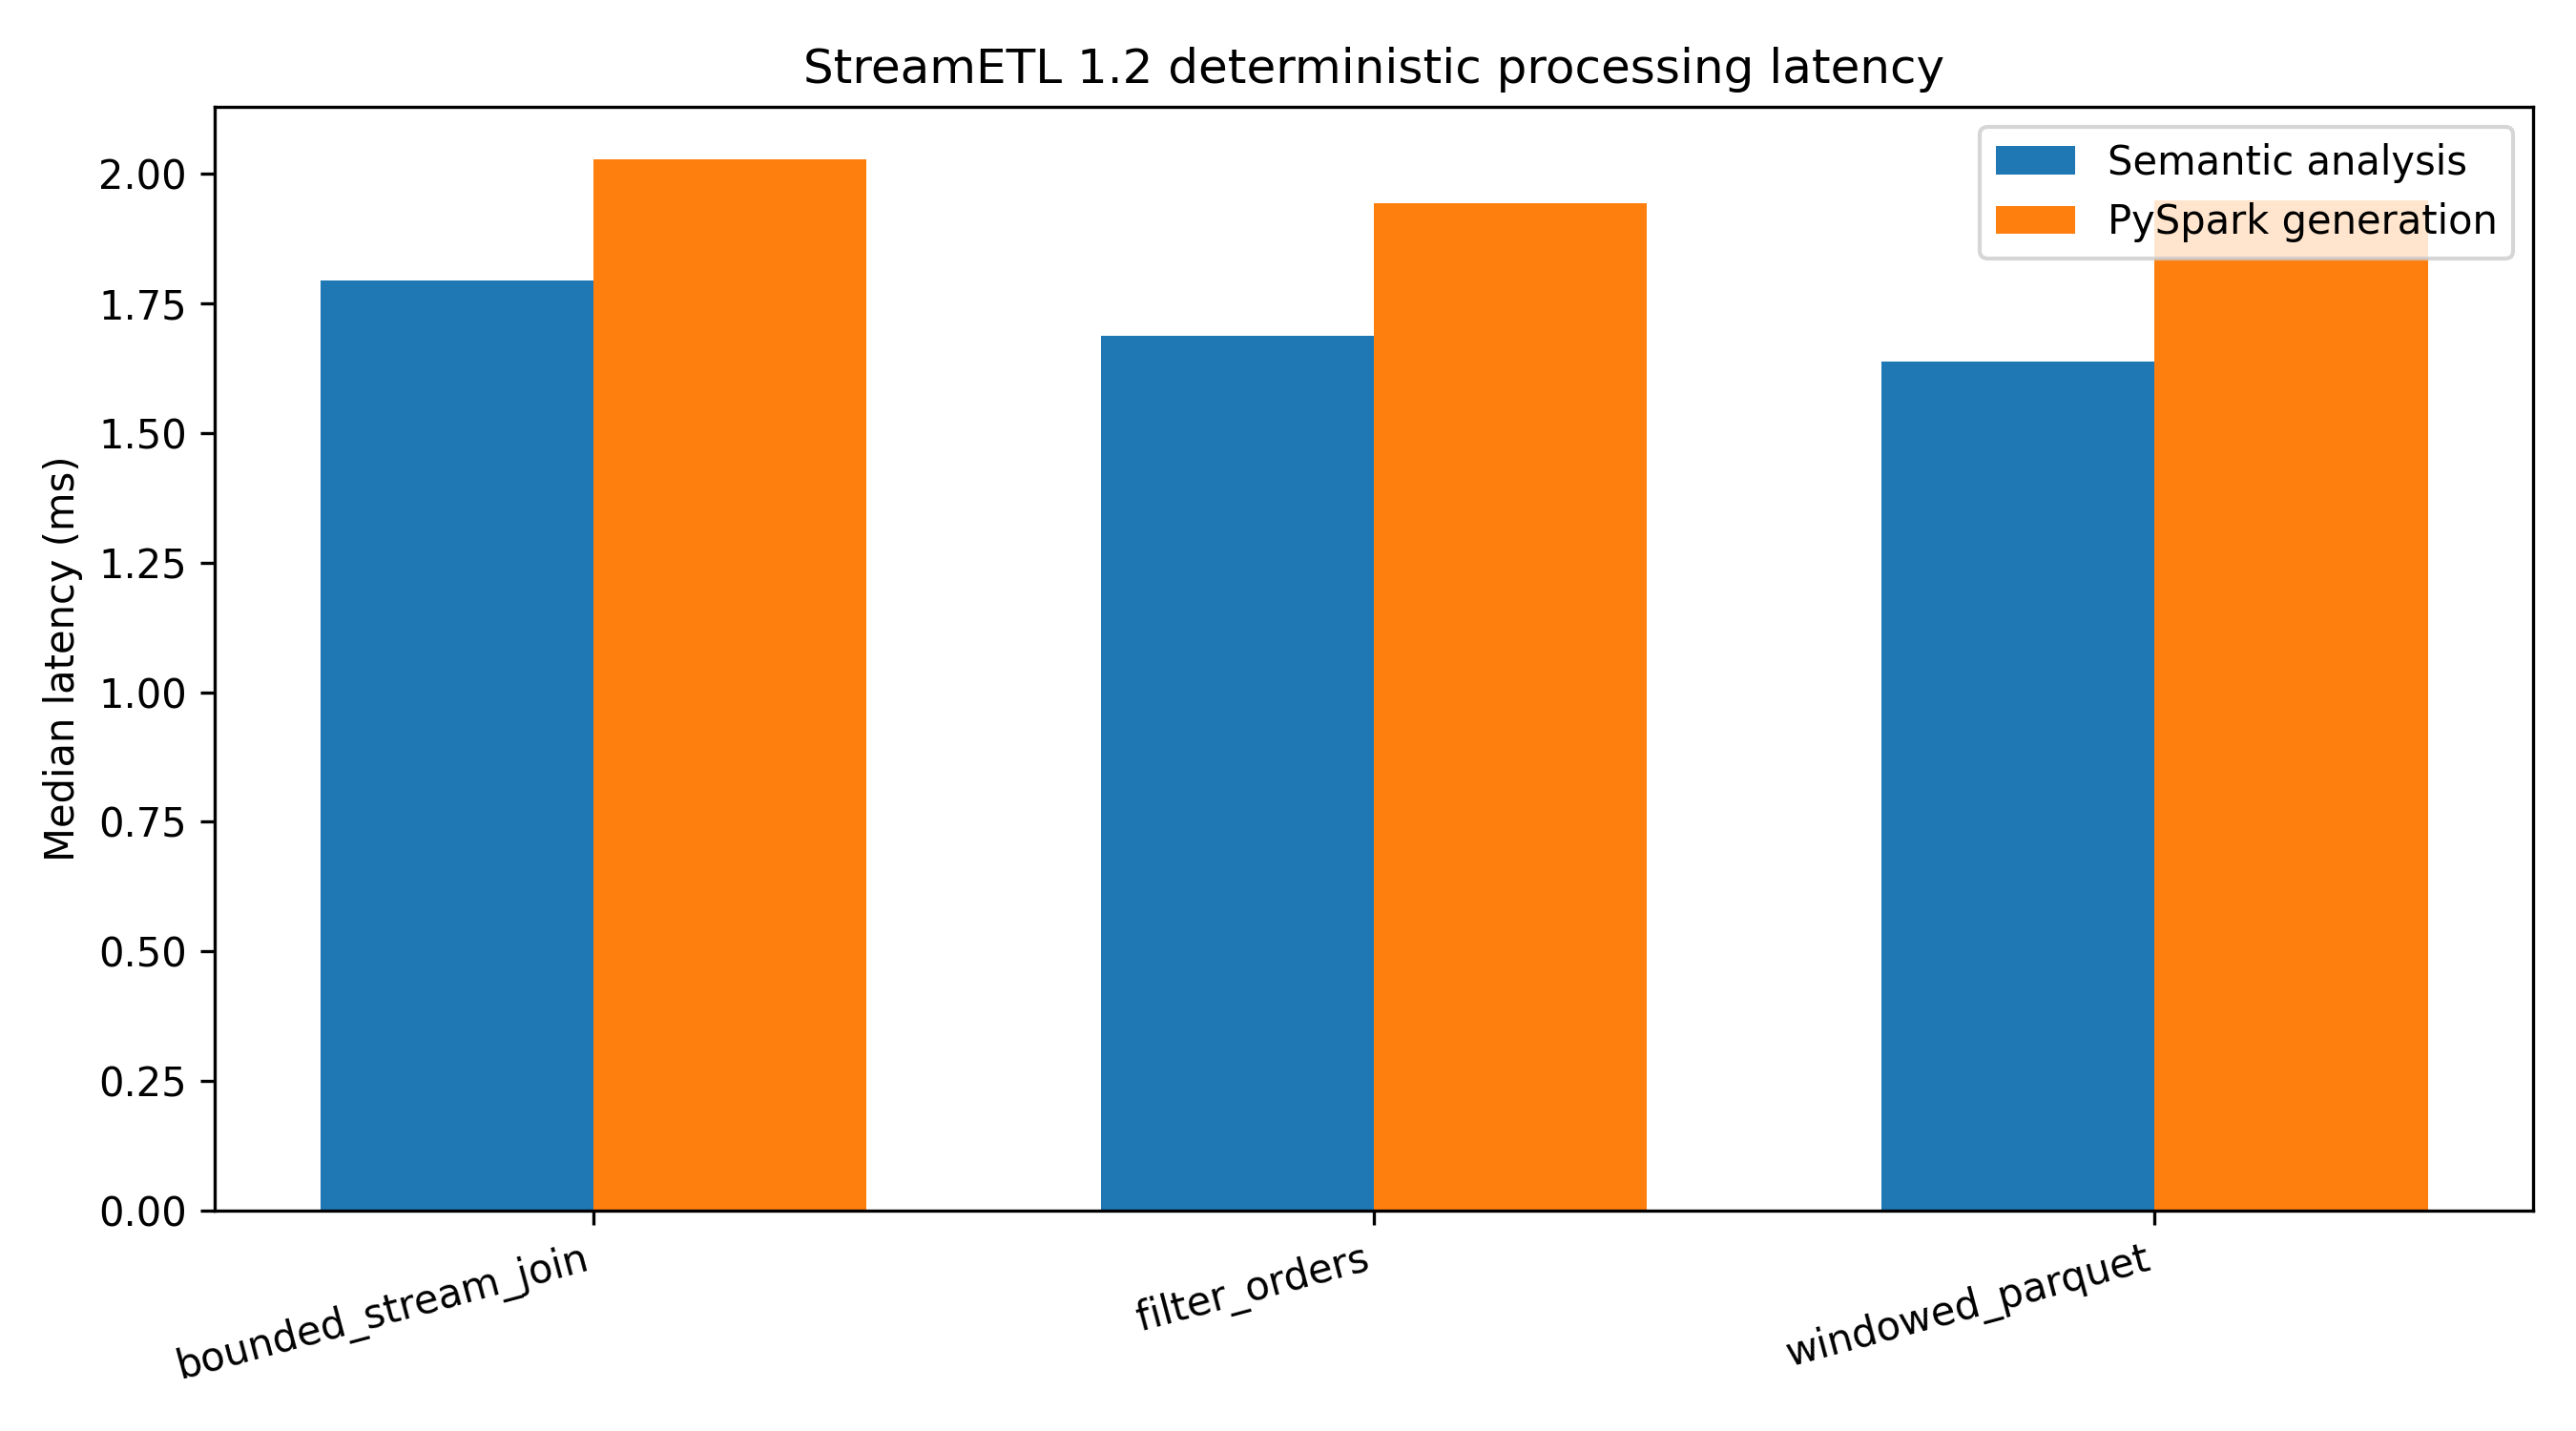 StreamETL 1.2 deterministic processing latency
Semantic analysis
PySpark generation
Median latency (ms)
2.00
1.75
1.50
1.25
1.00
0.75
0.50
0.25
0.00
bounded_stream_join
filter_orders
windowed_parquet